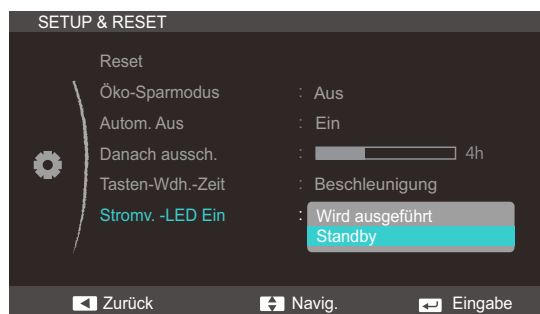 SETUP & RESET
Reset
Öko-Sparmodus : Aus
Autom. Aus : Ein
Danach aussch. : 4h
Tasten-Wdh.-Zeit : Beschleunigung
Stromv. -LED Ein : Wird ausgeführt
Standby
Zurück Navig. Eingabe